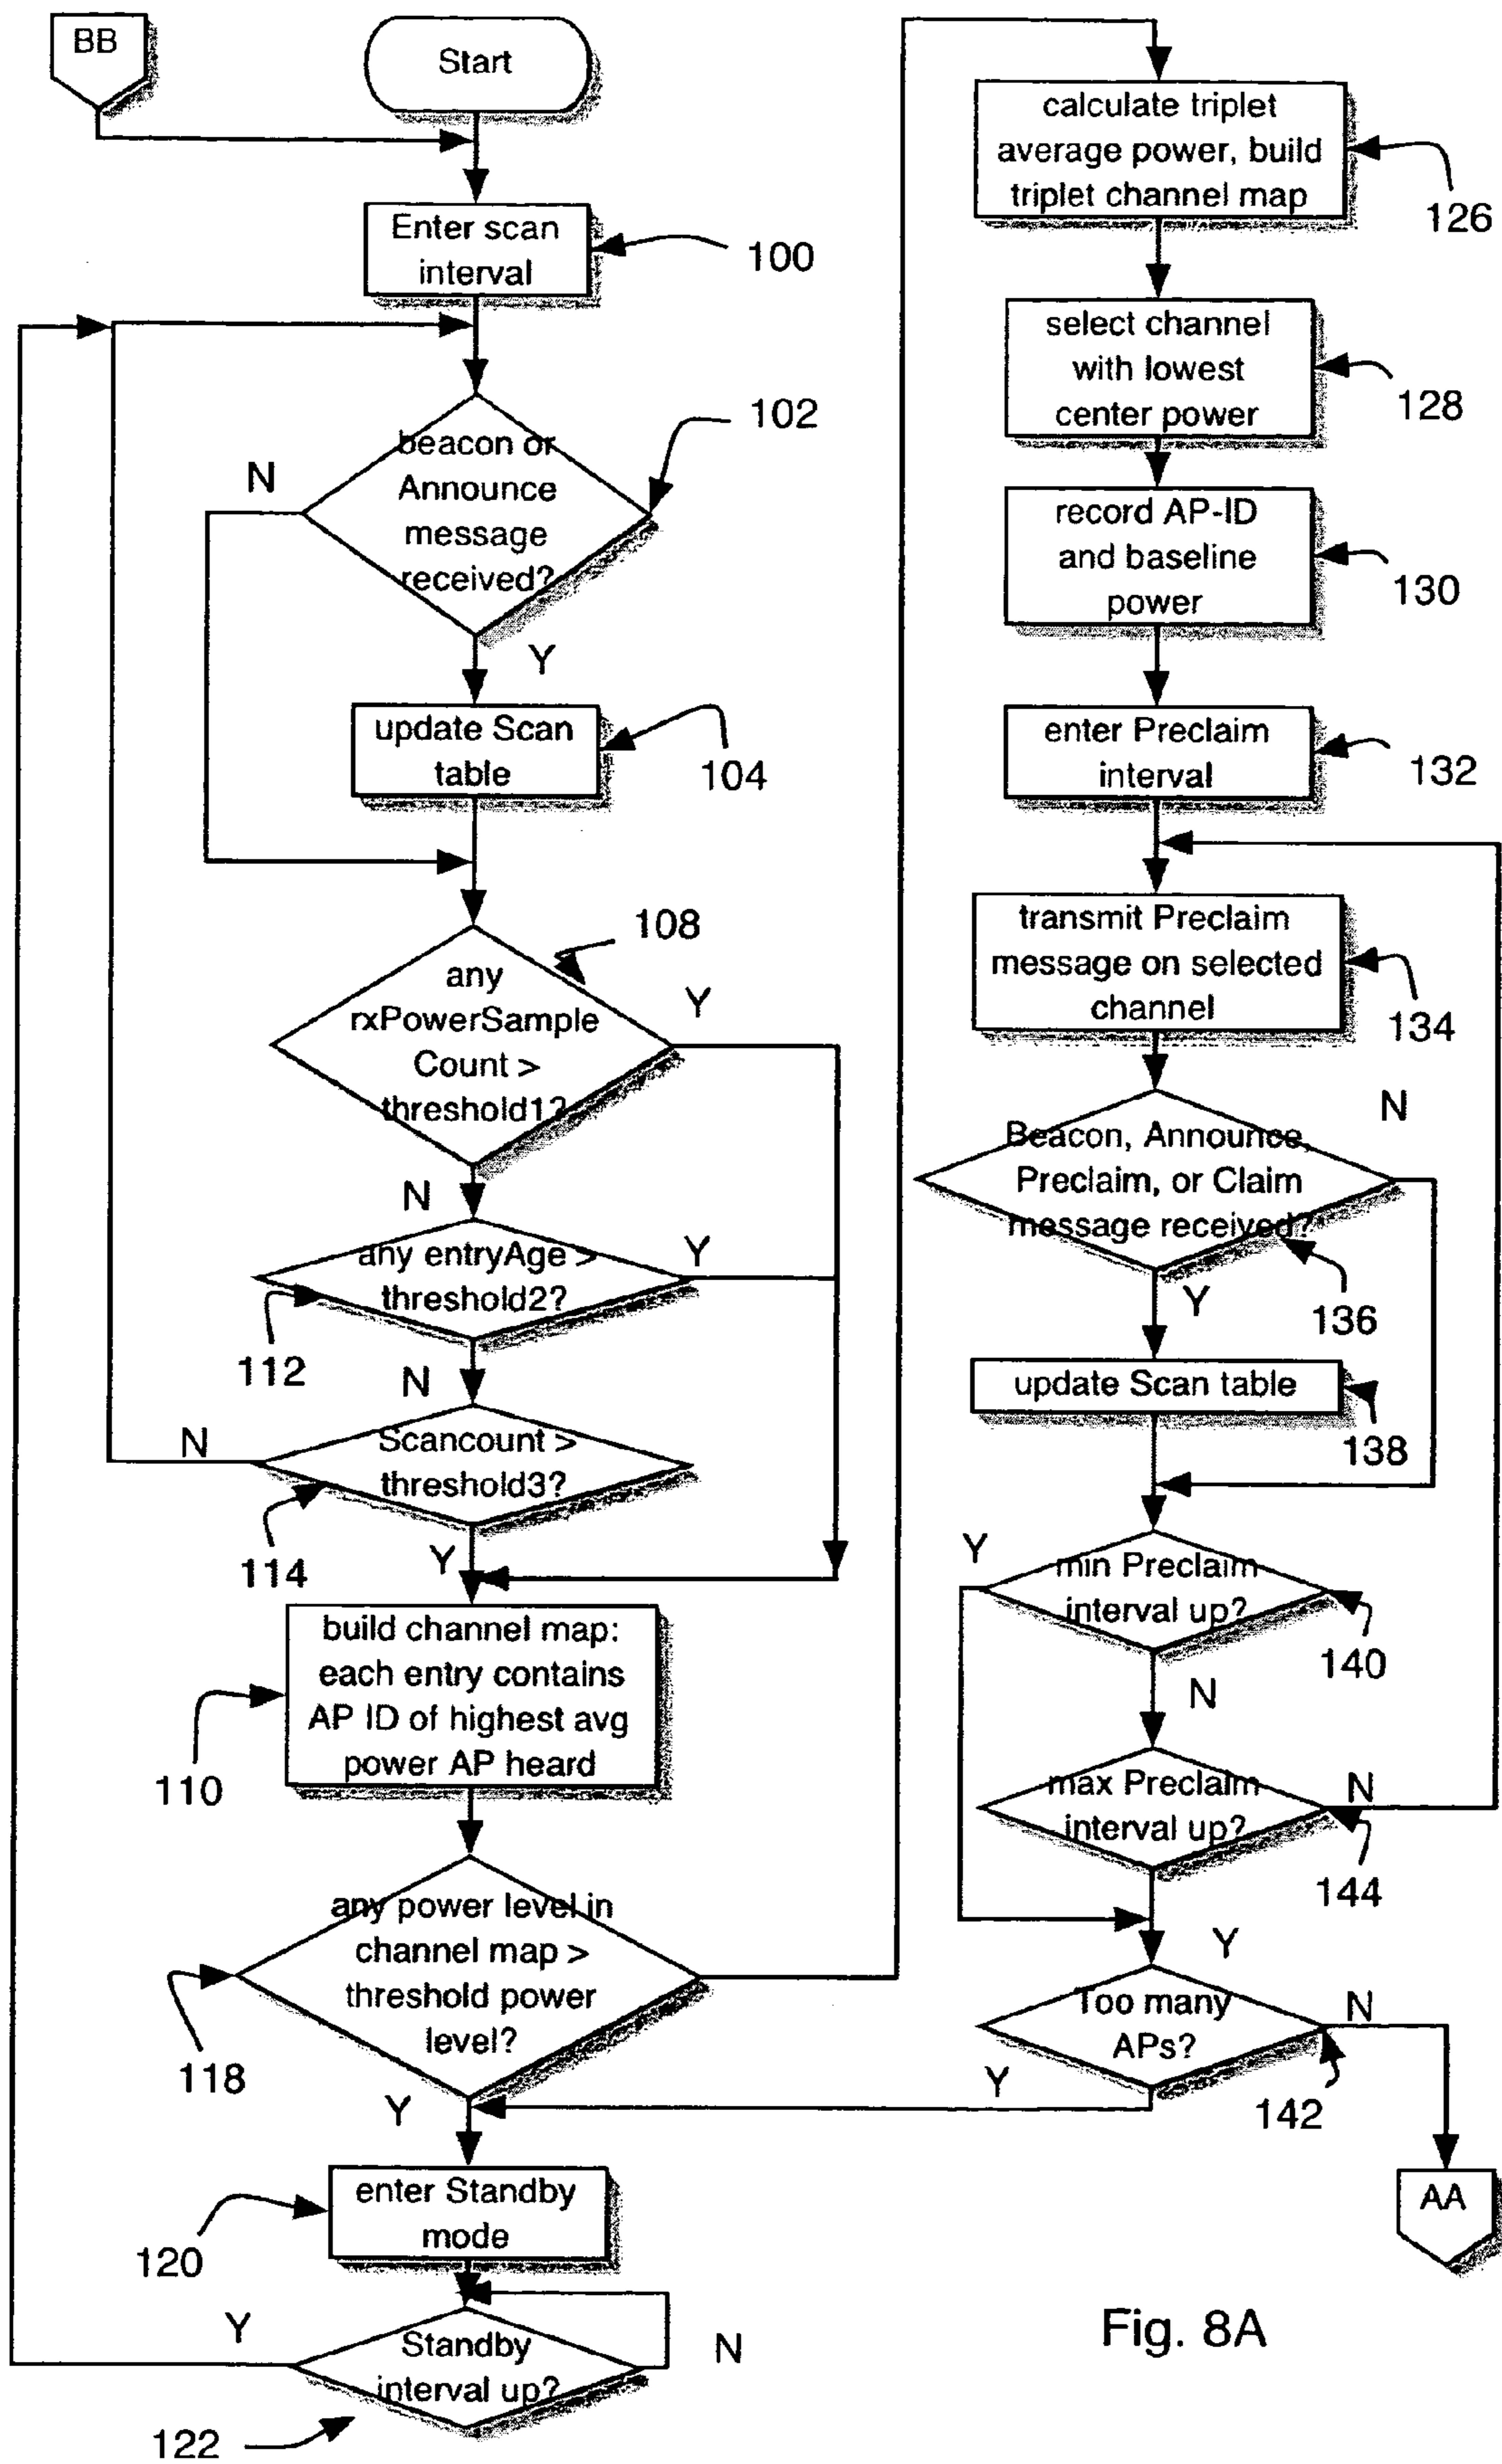 BB
Start
Enter scan
interval
100
beacon or
Announce
message
received?
102
N
Y
update Scan
table
104
any
rxPowerSample
Count >
threshold1?
108
Y
N
any entryAge >
threshold2?
Y
112
N
Scancount >
threshold3?
N
114
Y
build channel map:
each entry contains
AP ID of highest avg
power AP heard
110
any power level in
channel map >
threshold power
level?
118
Y
enter Standby
mode
120
Standby
interval up?
Y
N
122
calculate triplet
average power, build
triplet channel map
126
select channel
with lowest
center power
128
record AP-ID
and baseline
power
130
enter Preclaim
interval
132
transmit Preclaim
message on selected
channel
134
Beacon, Announce,
Preclaim, or Claim
message received?
N
136
Y
update Scan table
138
min Preclaim
interval up?
Y
140
N
max Preclaim
interval up?
N
144
Y
Too many
APs?
N
Y
142
AA
Fig. 8A